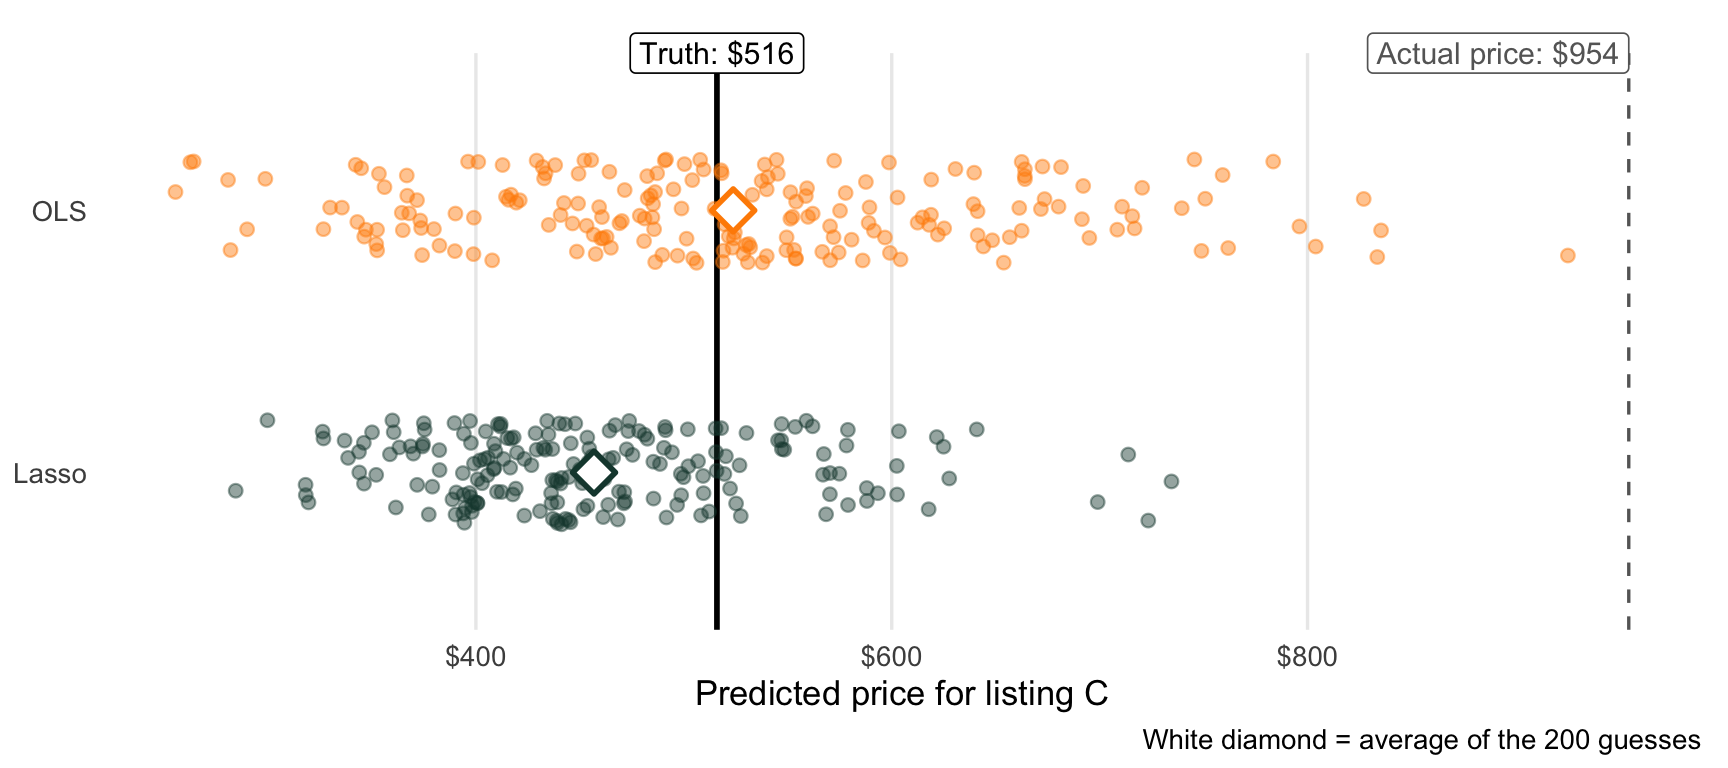 Truth: $516
Actual price: $954
OLS
Lasso
$400
$600
$800
Predicted price for listing C
White diamond = average of the 200 guesses